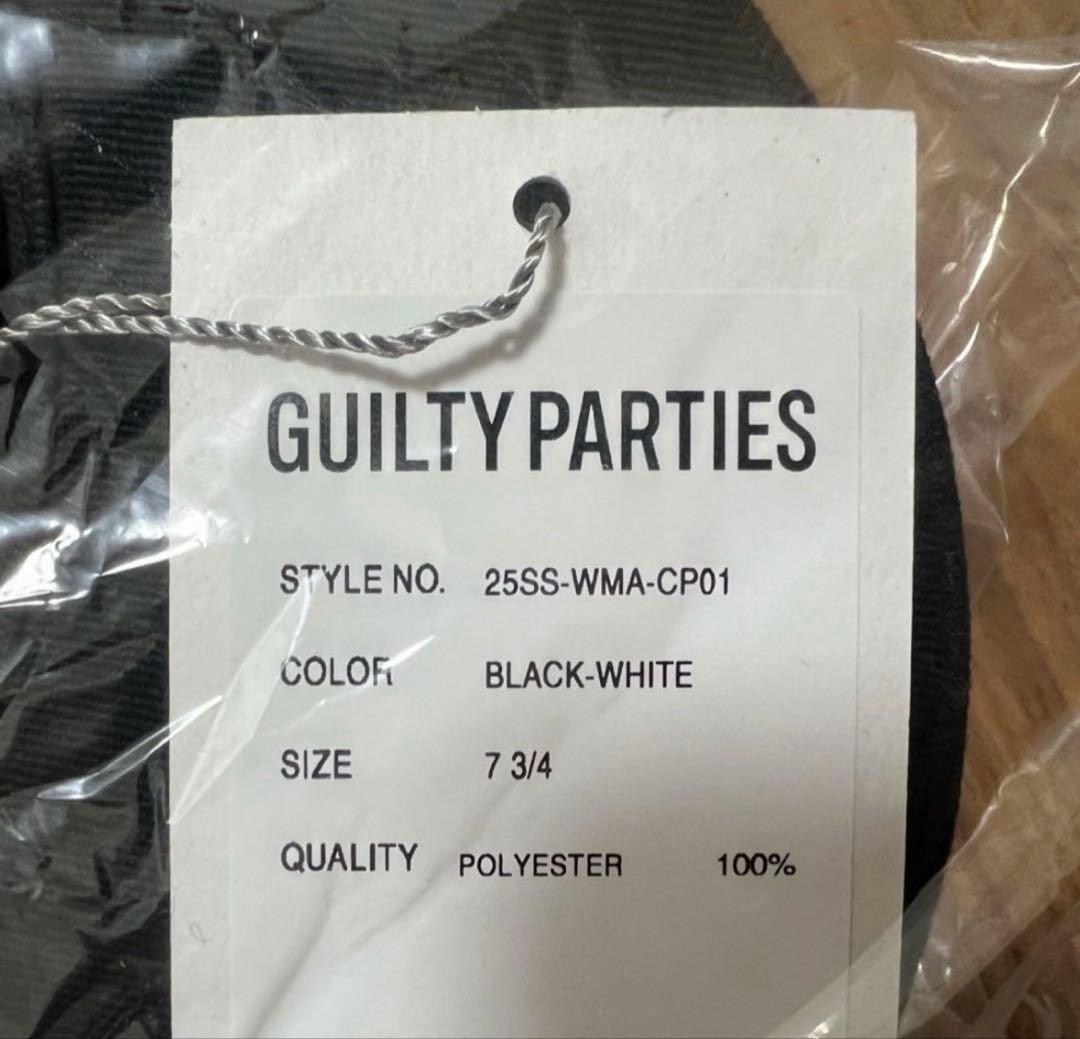 GUILTY PARTIES
STYLE NO. 25SS-WMA-CP01
COLOR BLACK-WHITE
SIZE 7 3/4
QUALITY POLYESTER 100%